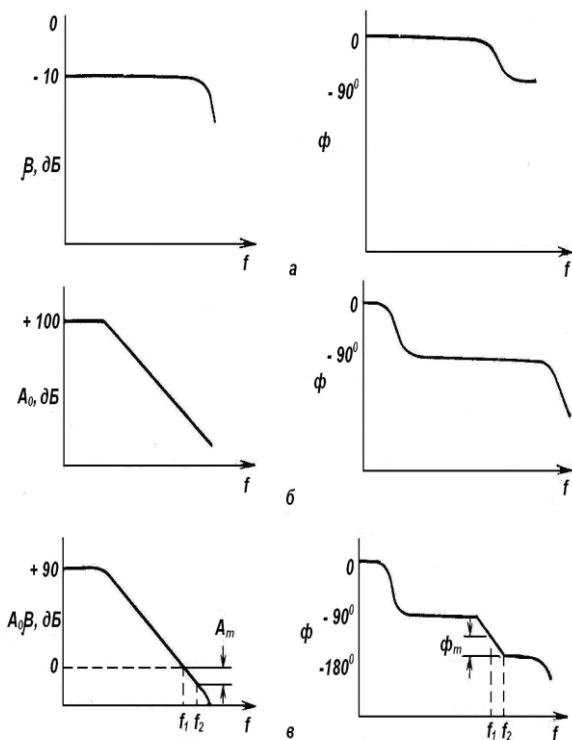 0
- 10
β, дБ
f
0
- 90⁰
ф
f
а
+ 100
A₀, дБ
f
0
- 90⁰
ф
f
б
+ 90
A₀β, дБ
0
Aₘ
f₁ f₂ f
0
- 90⁰
ф
фₘ
-180⁰
f₁ f₂ f
в